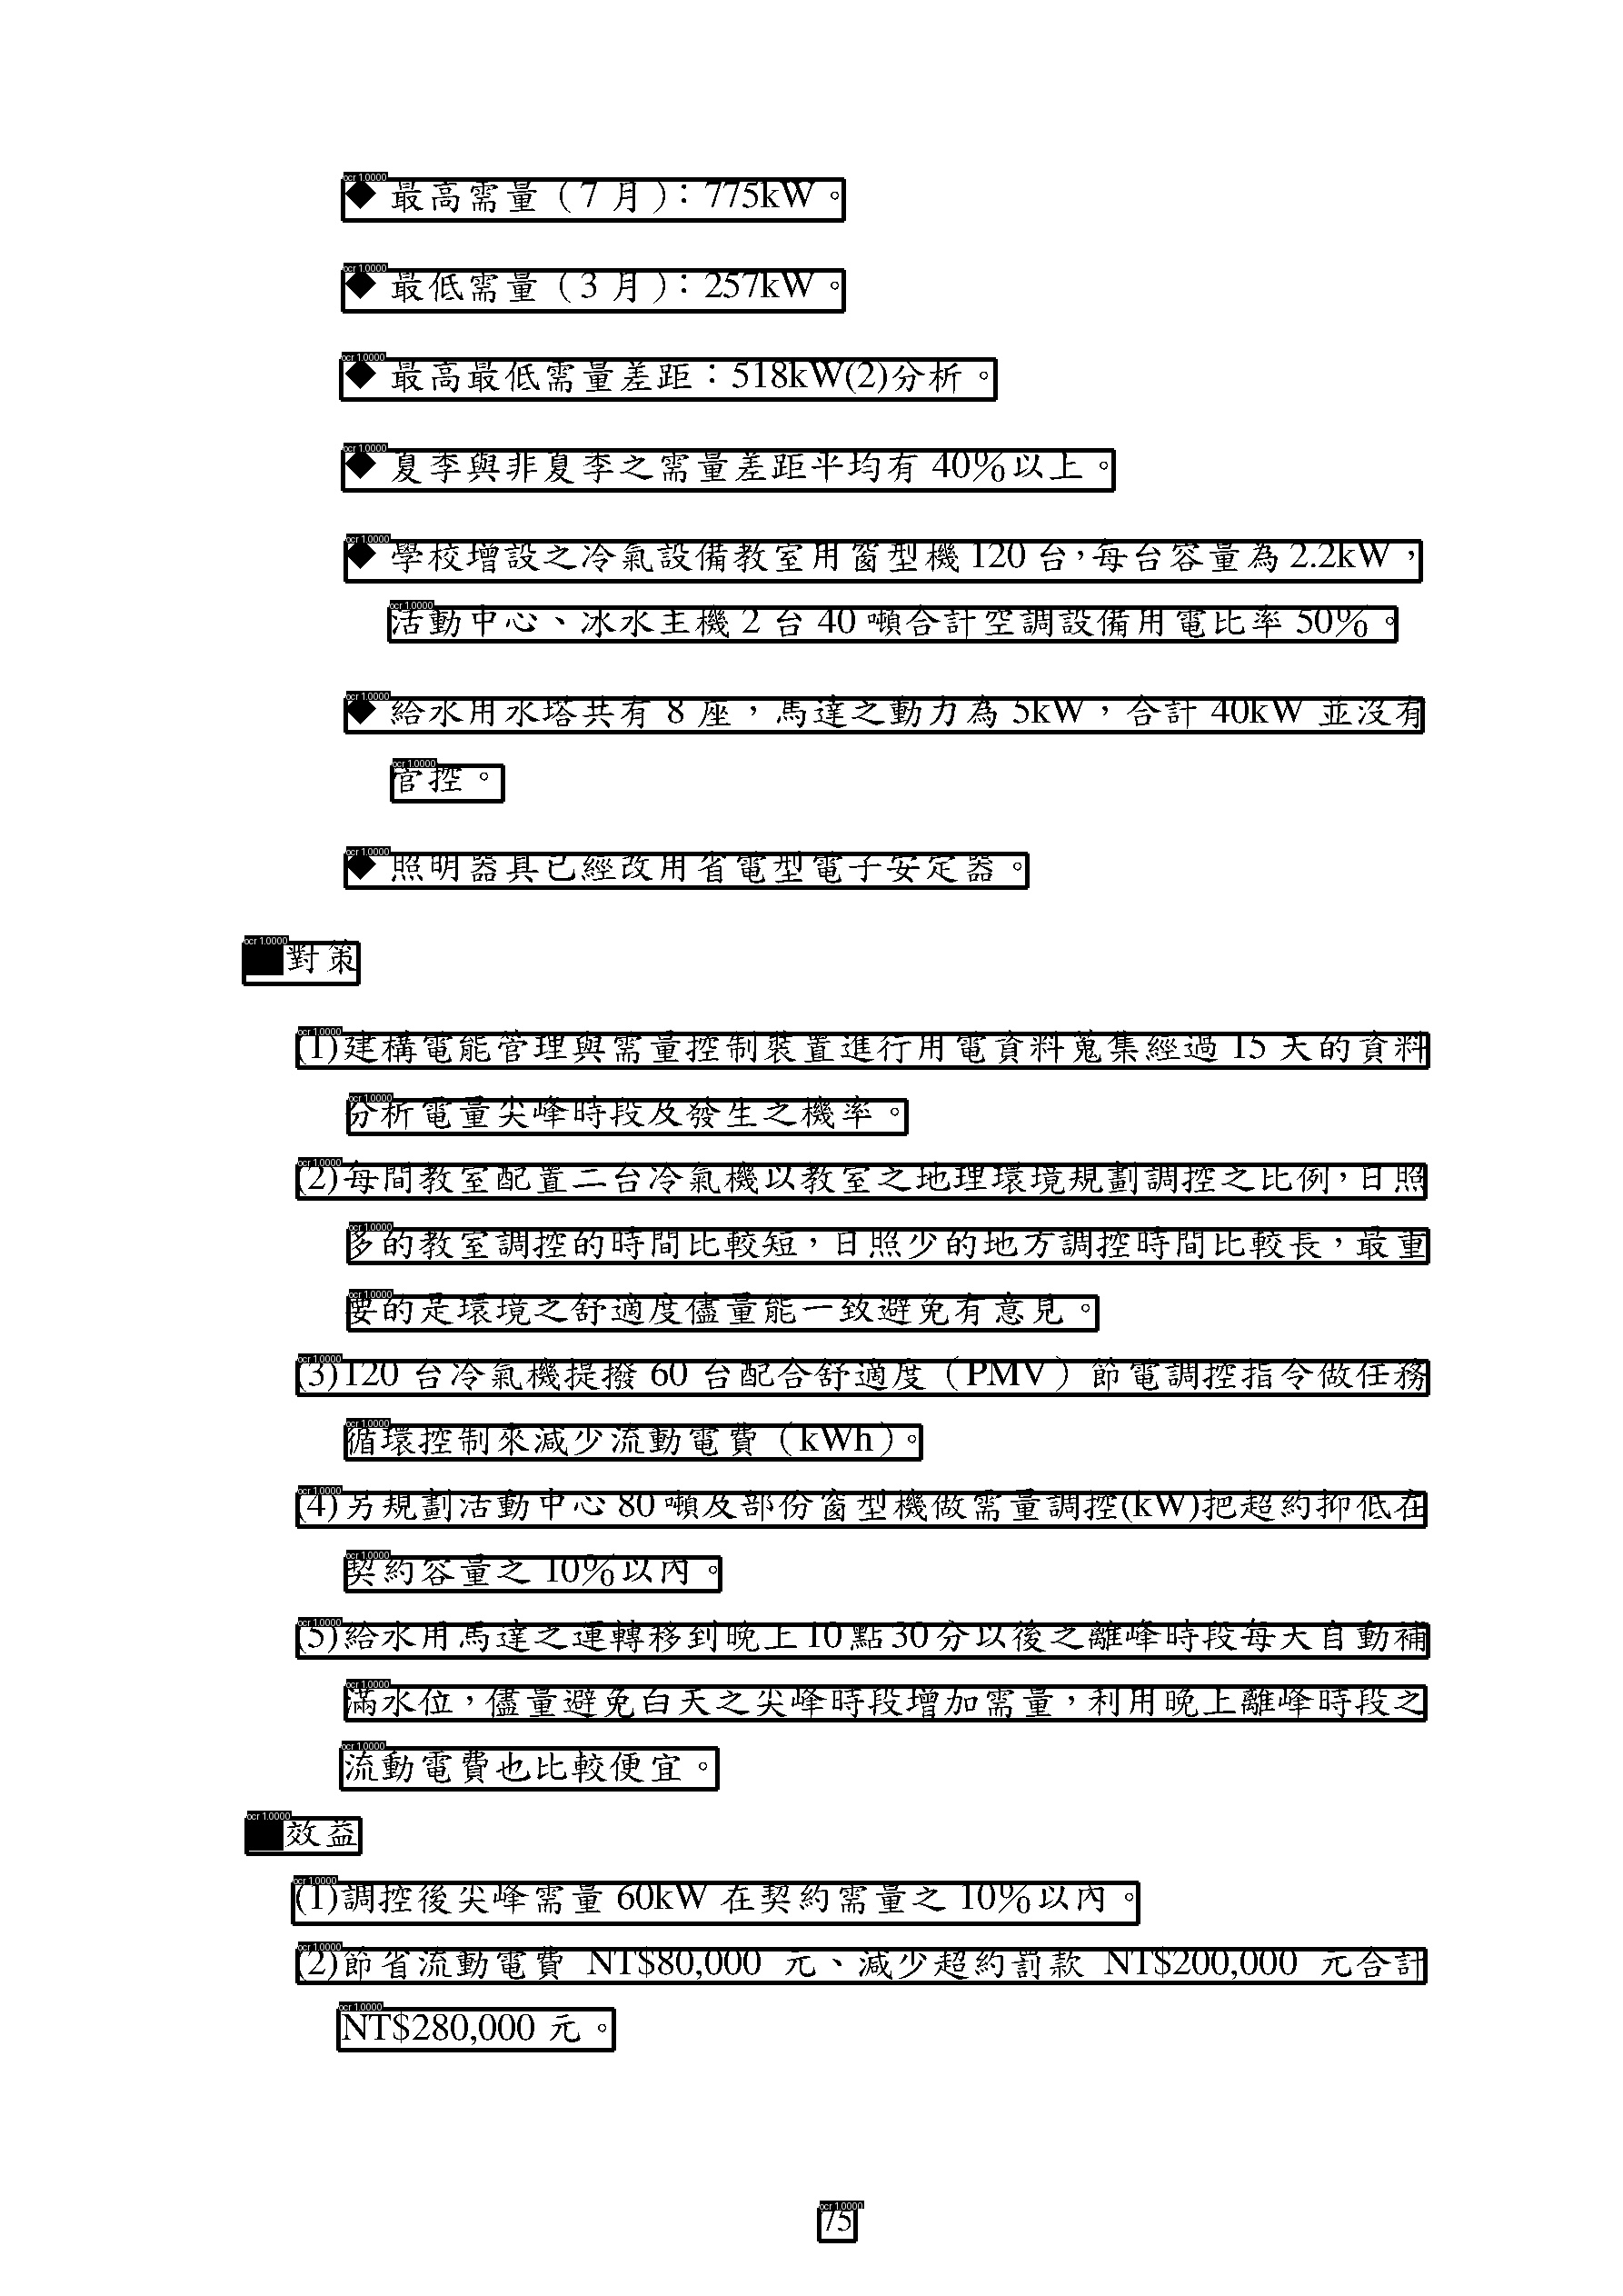 ◆ 最高需量（7 月）：775kW。
◆ 最低需量（3 月）：257kW。
◆ 最高最低需量差距：518kW(2)分析。
◆ 夏季與非夏季之需量差距平均有 40%以上。
◆ 學校增設之冷氣設備教室用窗型機 120 台，每台容量為 2.2kW，
活動中心、冰水主機 2 台 40 噸合計空調設備用電比率 50%。
◆ 給水用水塔共有 8 座，馬達之動力為 5kW，合計 40kW 並沒有
官控。
◆ 照明器具已經改用省電型電子安定器。
■對策
(1)建構電能管理與需量控制裝置進行用電資料蒐集經過 15 天的資料
分析電量尖峰時段及發生之機率。
(2)每間教室配置二台冷氣機以教室之地理環境規劃調控之比例，日照
多的教室調控的時間比較短，日照少的地方調控時間比較長，最重
要的是環境之舒適度儘量能一致避免有意見。
(3)120 台冷氣機提撥 60 台配合舒適度（PMV）節電調控指令做任務
循環控制來減少流動電費（kWh）。
(4)另規劃活動中心 80 噸及部份窗型機做需量調控(kW)把超約抑低在
契約容量之 10%以內。
(5)給水用馬達之運轉移到晚上 10 點 30 分以後之離峰時段每天自動補
滿水位，儘量避免白天之尖峰時段增加需量，利用晚上離峰時段之
流動電費也比較便宜。
■效益
(1)調控後尖峰需量 60kW 在契約需量之 10%以內。
(2)節省流動電費 NT$80,000 元、減少超約罰款 NT$200,000 元合計
NT$280,000 元。
75
ocr 1.0000